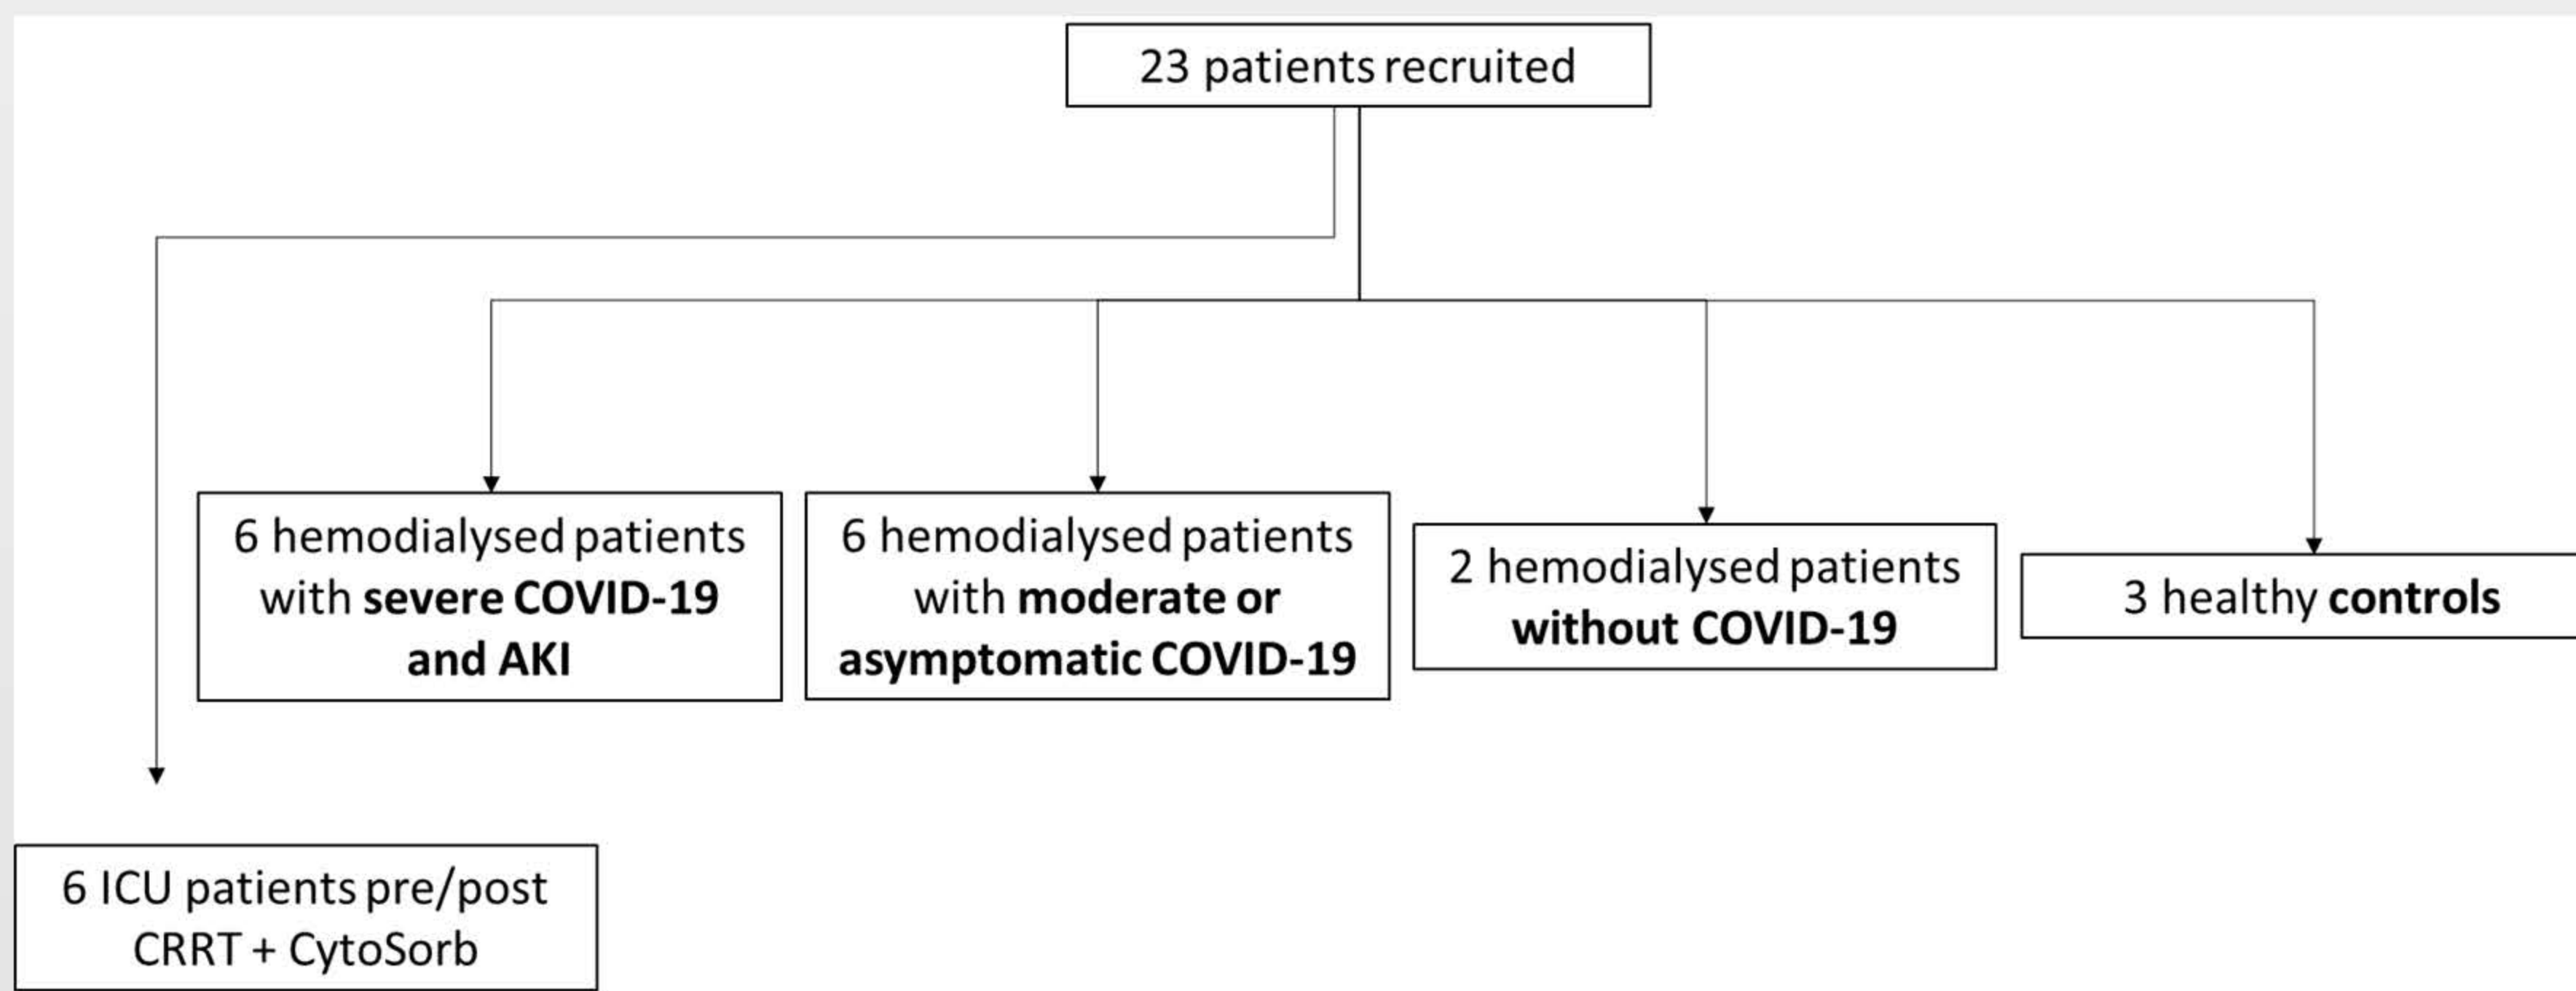 23 patients recruited
6 hemodialysed patients
with severe COVID-19
and AKI
6 hemodialysed patients
with moderate or
asymptomatic COVID-19
2 hemodialysed patients
without COVID-19
3 healthy controls
6 ICU patients pre/post
CRRT + CytoSorb